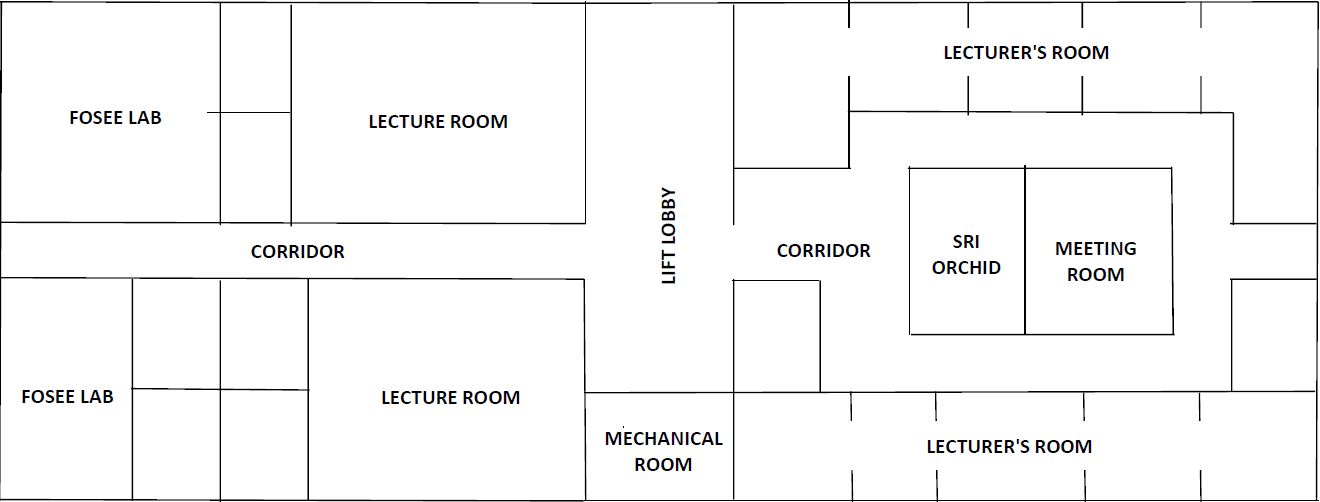 LECTURER'S ROOM
FOSEE LAB
LECTURE ROOM
LIFT LOBBY
CORRIDOR
CORRIDOR
SRI
ORCHID
MEETING
ROOM
FOSEE LAB
LECTURE ROOM
MECHANICAL
ROOM
LECTURER'S ROOM